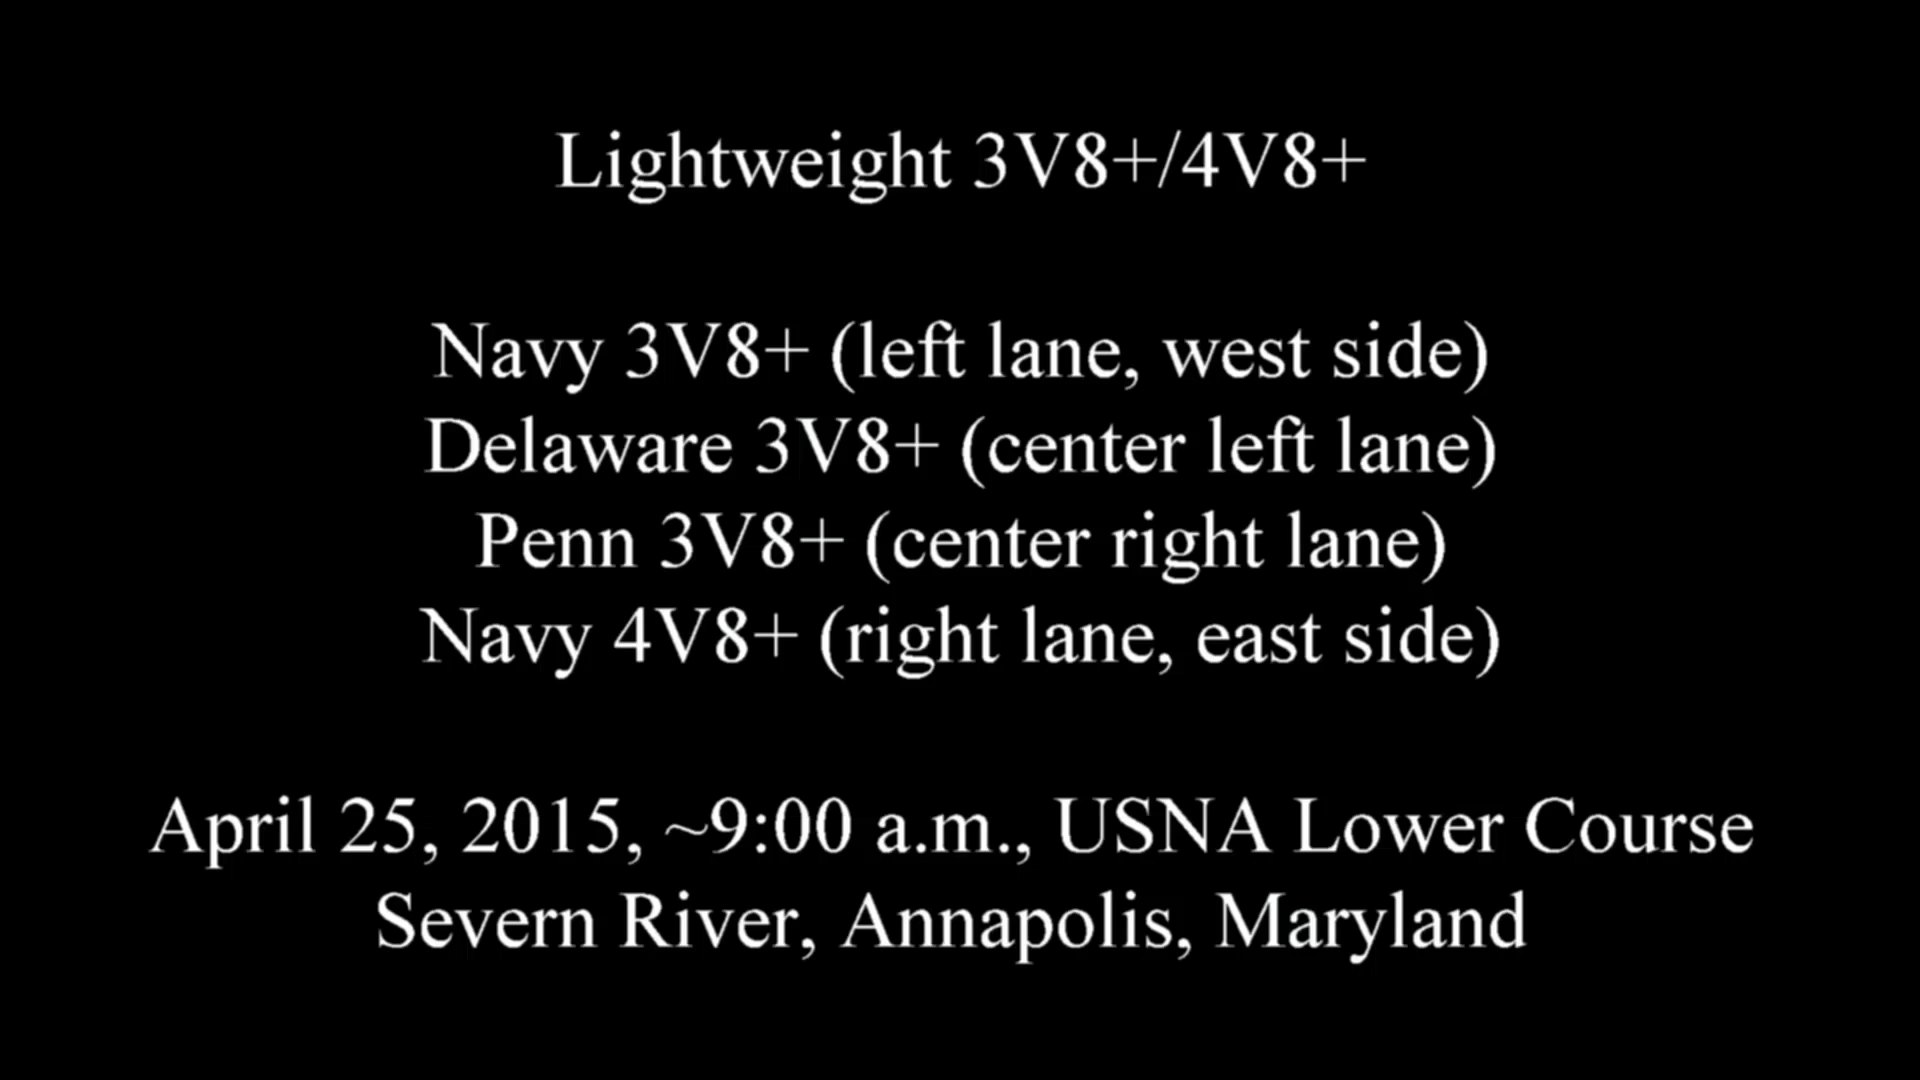 Lightweight 3V8+/4V8+
Navy 3V8+ (left lane, west side)
Delaware 3V8+ (center left lane)
Penn 3V8+ (center right lane)
Navy 4V8+ (right lane, east side)
April 25, 2015, ~9:00 a.m., USNA Lower Course
Severn River, Annapolis, Maryland